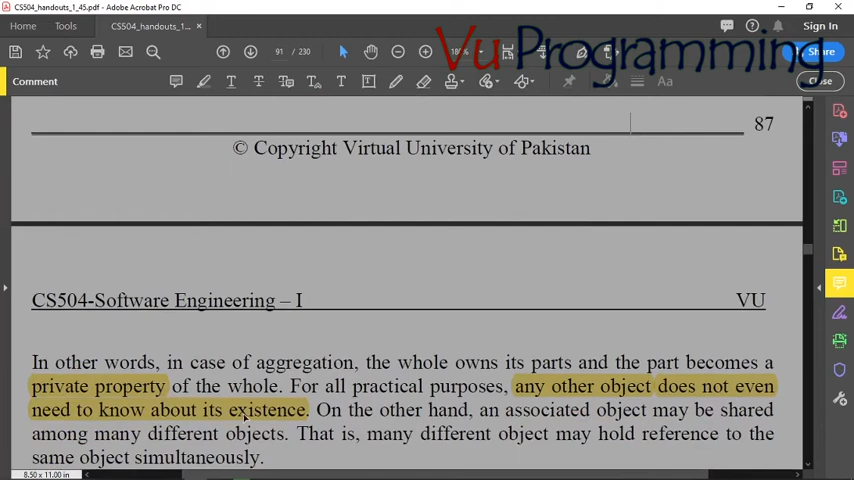 CS504_handouts_1_45.pdf - Adobe Acrobat Pro DC
Home Tools CS504_handouts_1... × Sign In
91 / 230 180% Share
Vu Programming
Comment Close
87
© Copyright Virtual University of Pakistan
CS504-Software Engineering – I VU
In other words, in case of aggregation, the whole owns its parts and the part becomes a
private property of the whole. For all practical purposes, any other object does not even
need to know about its existence. On the other hand, an associated object may be shared
among many different objects. That is, many different object may hold reference to the
same object simultaneously.
8.50 x 11.00 in